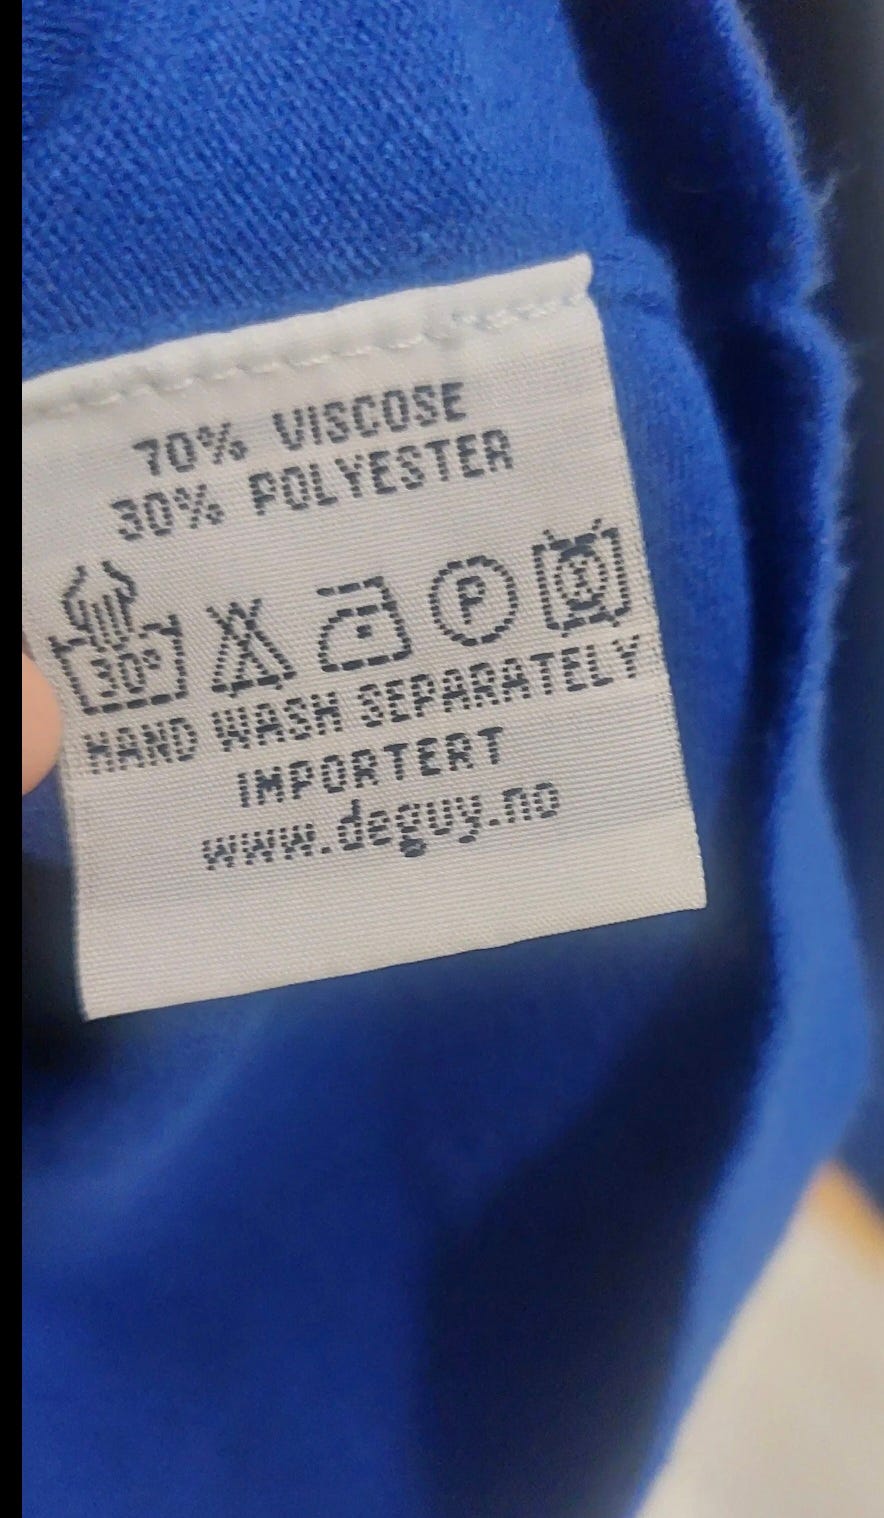 70% VISCOSE
30% POLYESTER
30° P
HAND WASH SEPARATELY
IMPORTERT
www.deguy.no